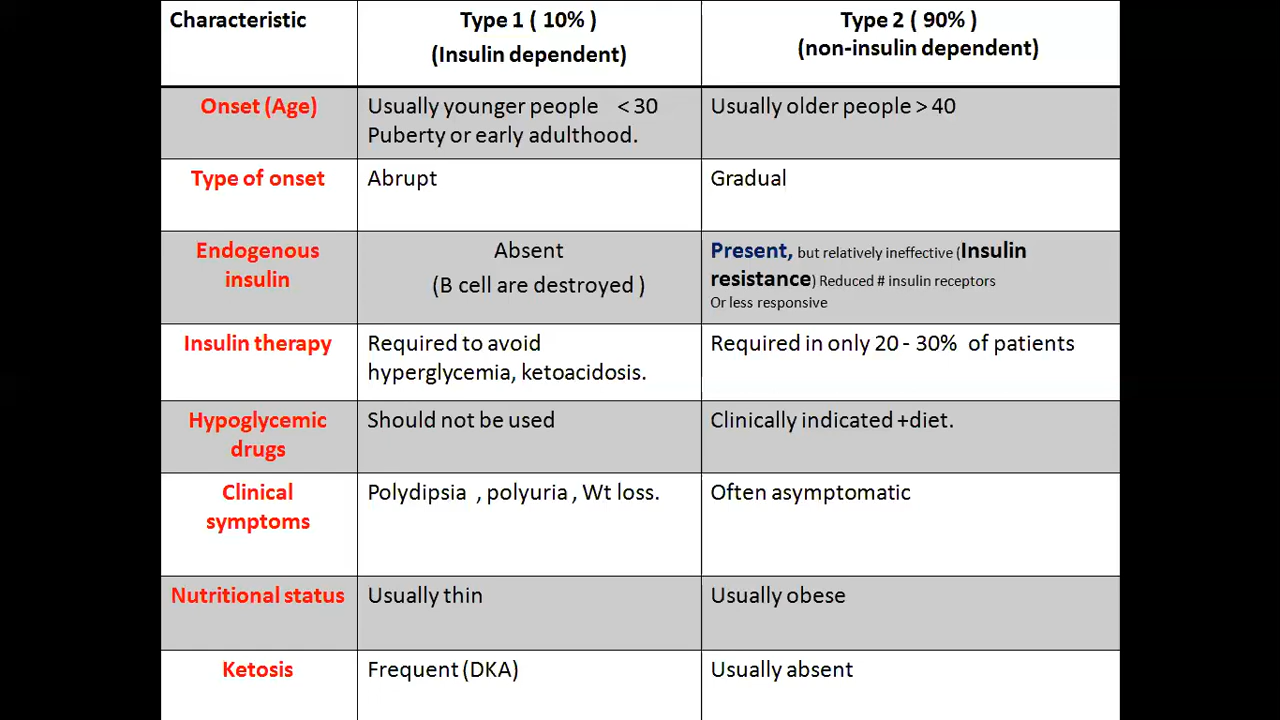 Characteristic
Type 1 ( 10% )
(Insulin dependent)
Type 2 ( 90% )
(non-insulin dependent)
Onset (Age)
Usually younger people < 30
Puberty or early adulthood.
Usually older people > 40
Type of onset
Abrupt
Gradual
Endogenous
insulin
Absent
(B cell are destroyed )
Present, but relatively ineffective (Insulin
resistance) Reduced # insulin receptors
Or less responsive
Insulin therapy
Required to avoid
hyperglycemia, ketoacidosis.
Required in only 20 - 30% of patients
Hypoglycemic
drugs
Should not be used
Clinically indicated +diet.
Clinical
symptoms
Polydipsia , polyuria , Wt loss.
Often asymptomatic
Nutritional status
Usually thin
Usually obese
Ketosis
Frequent (DKA)
Usually absent